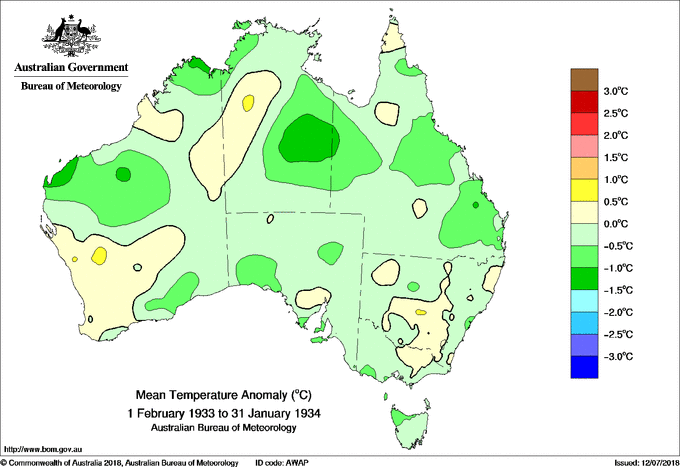 Australian Government
Bureau of Meteorology
3.0°C
2.5°C
2.0°C
1.5°C
1.0°C
0.5°C
0.0°C
−0.5°C
−1.0°C
−1.5°C
−2.0°C
−2.5°C
−3.0°C
Mean Temperature Anomaly (°C)
1 February 1933 to 31 January 1934
Australian Bureau of Meteorology
http://www.bom.gov.au
© Commonwealth of Australia 2018, Australian Bureau of Meteorology ID code: AWAP Issued: 12/07/2018